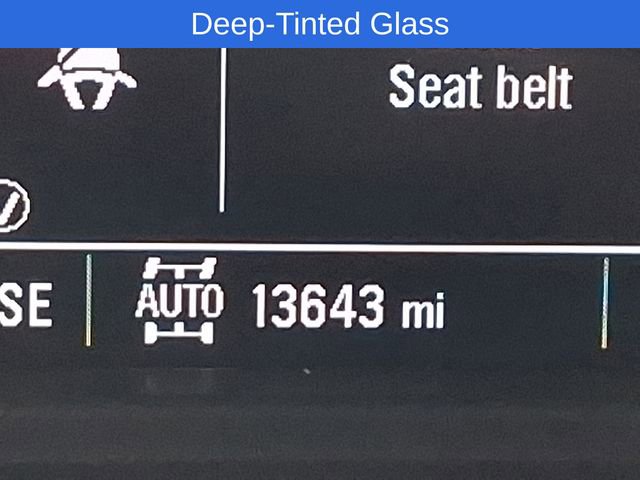 Deep-Tinted Glass
Seat belt
SE
AUTO
13643 mi